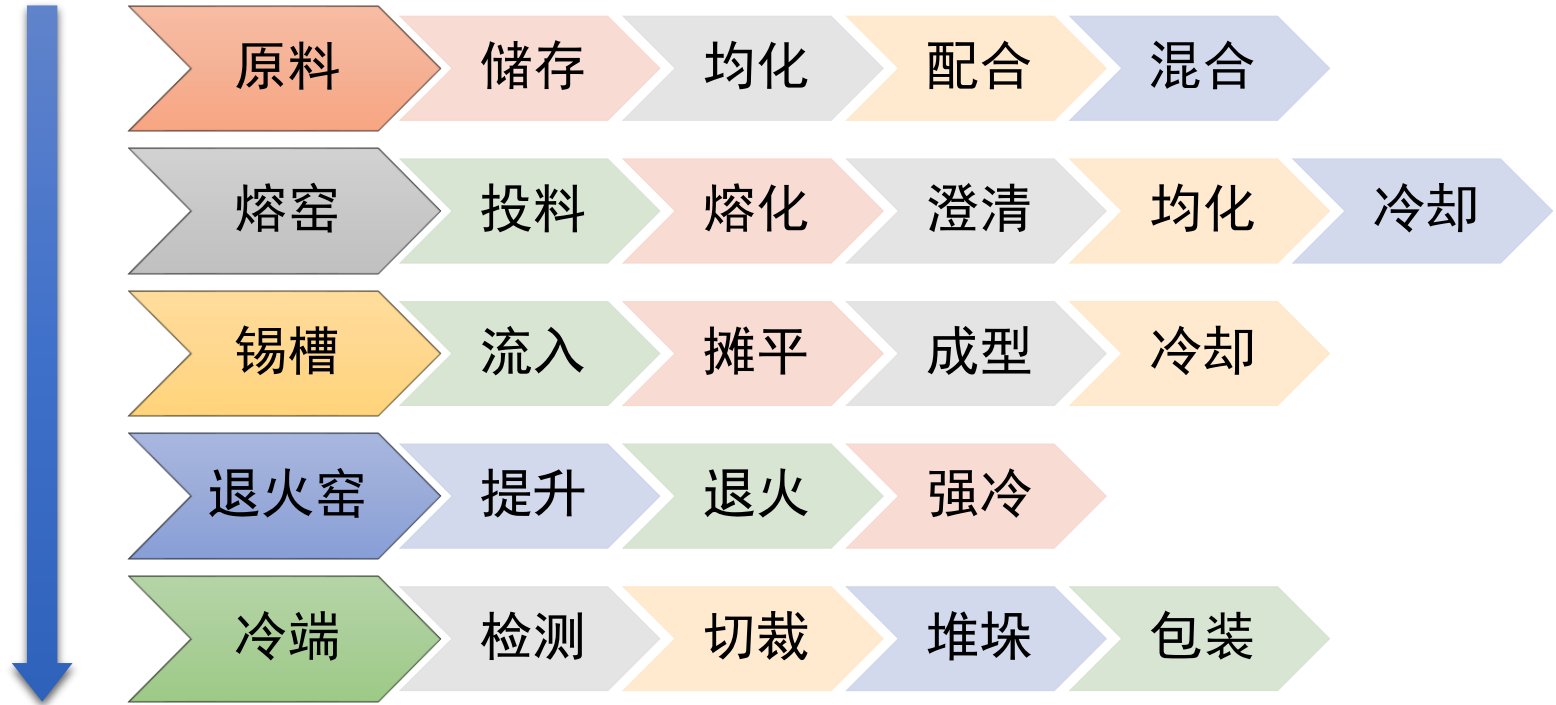 原料 储存 均化 配合 混合
熔窑 投料 熔化 澄清 均化 冷却
锡槽 流入 摊平 成型 冷却
退火窑 提升 退火 强冷
冷端 检测 切裁 堆垛 包装